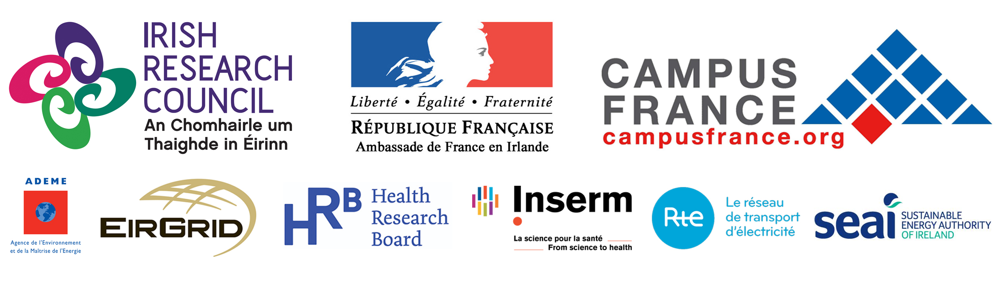 IRISH
RESEARCH
COUNCIL
An Chomhairle um
Thaighde in Éirinn
Liberté • Égalité • Fraternité
RÉPUBLIQUE FRANÇAISE
Ambassade de France en Irlande
CAMPUS
FRANCE
campusfrance.org
ADEME
Agence de l'Environnement
et de la Maîtrise de l'Energie
EIRGRID
HRB
Health
Research
Board
Inserm
La science pour la santé
From science to health
Rte
Le réseau
de transport
d'électricité
seai
SUSTAINABLE
ENERGY AUTHORITY
OF IRELAND